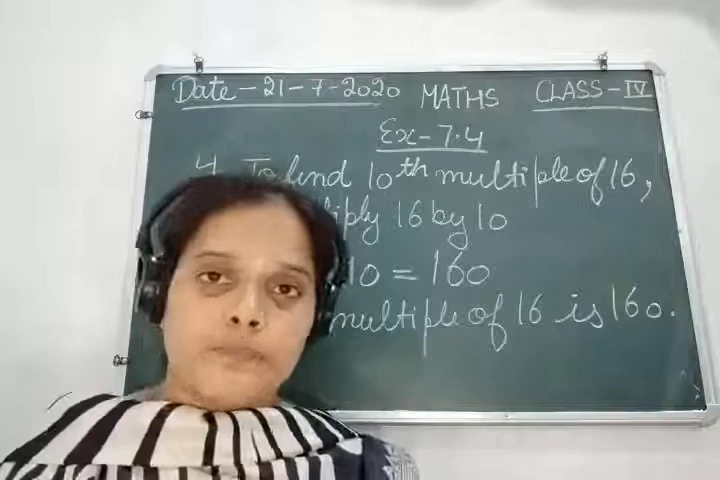 Date - 21 - 7 - 2020 MATHS CLASS - IV
Ex - 7.4
4. To find 10th multiple of 16,
iply 16 by 10
10 = 160
multiple of 16 is 160.